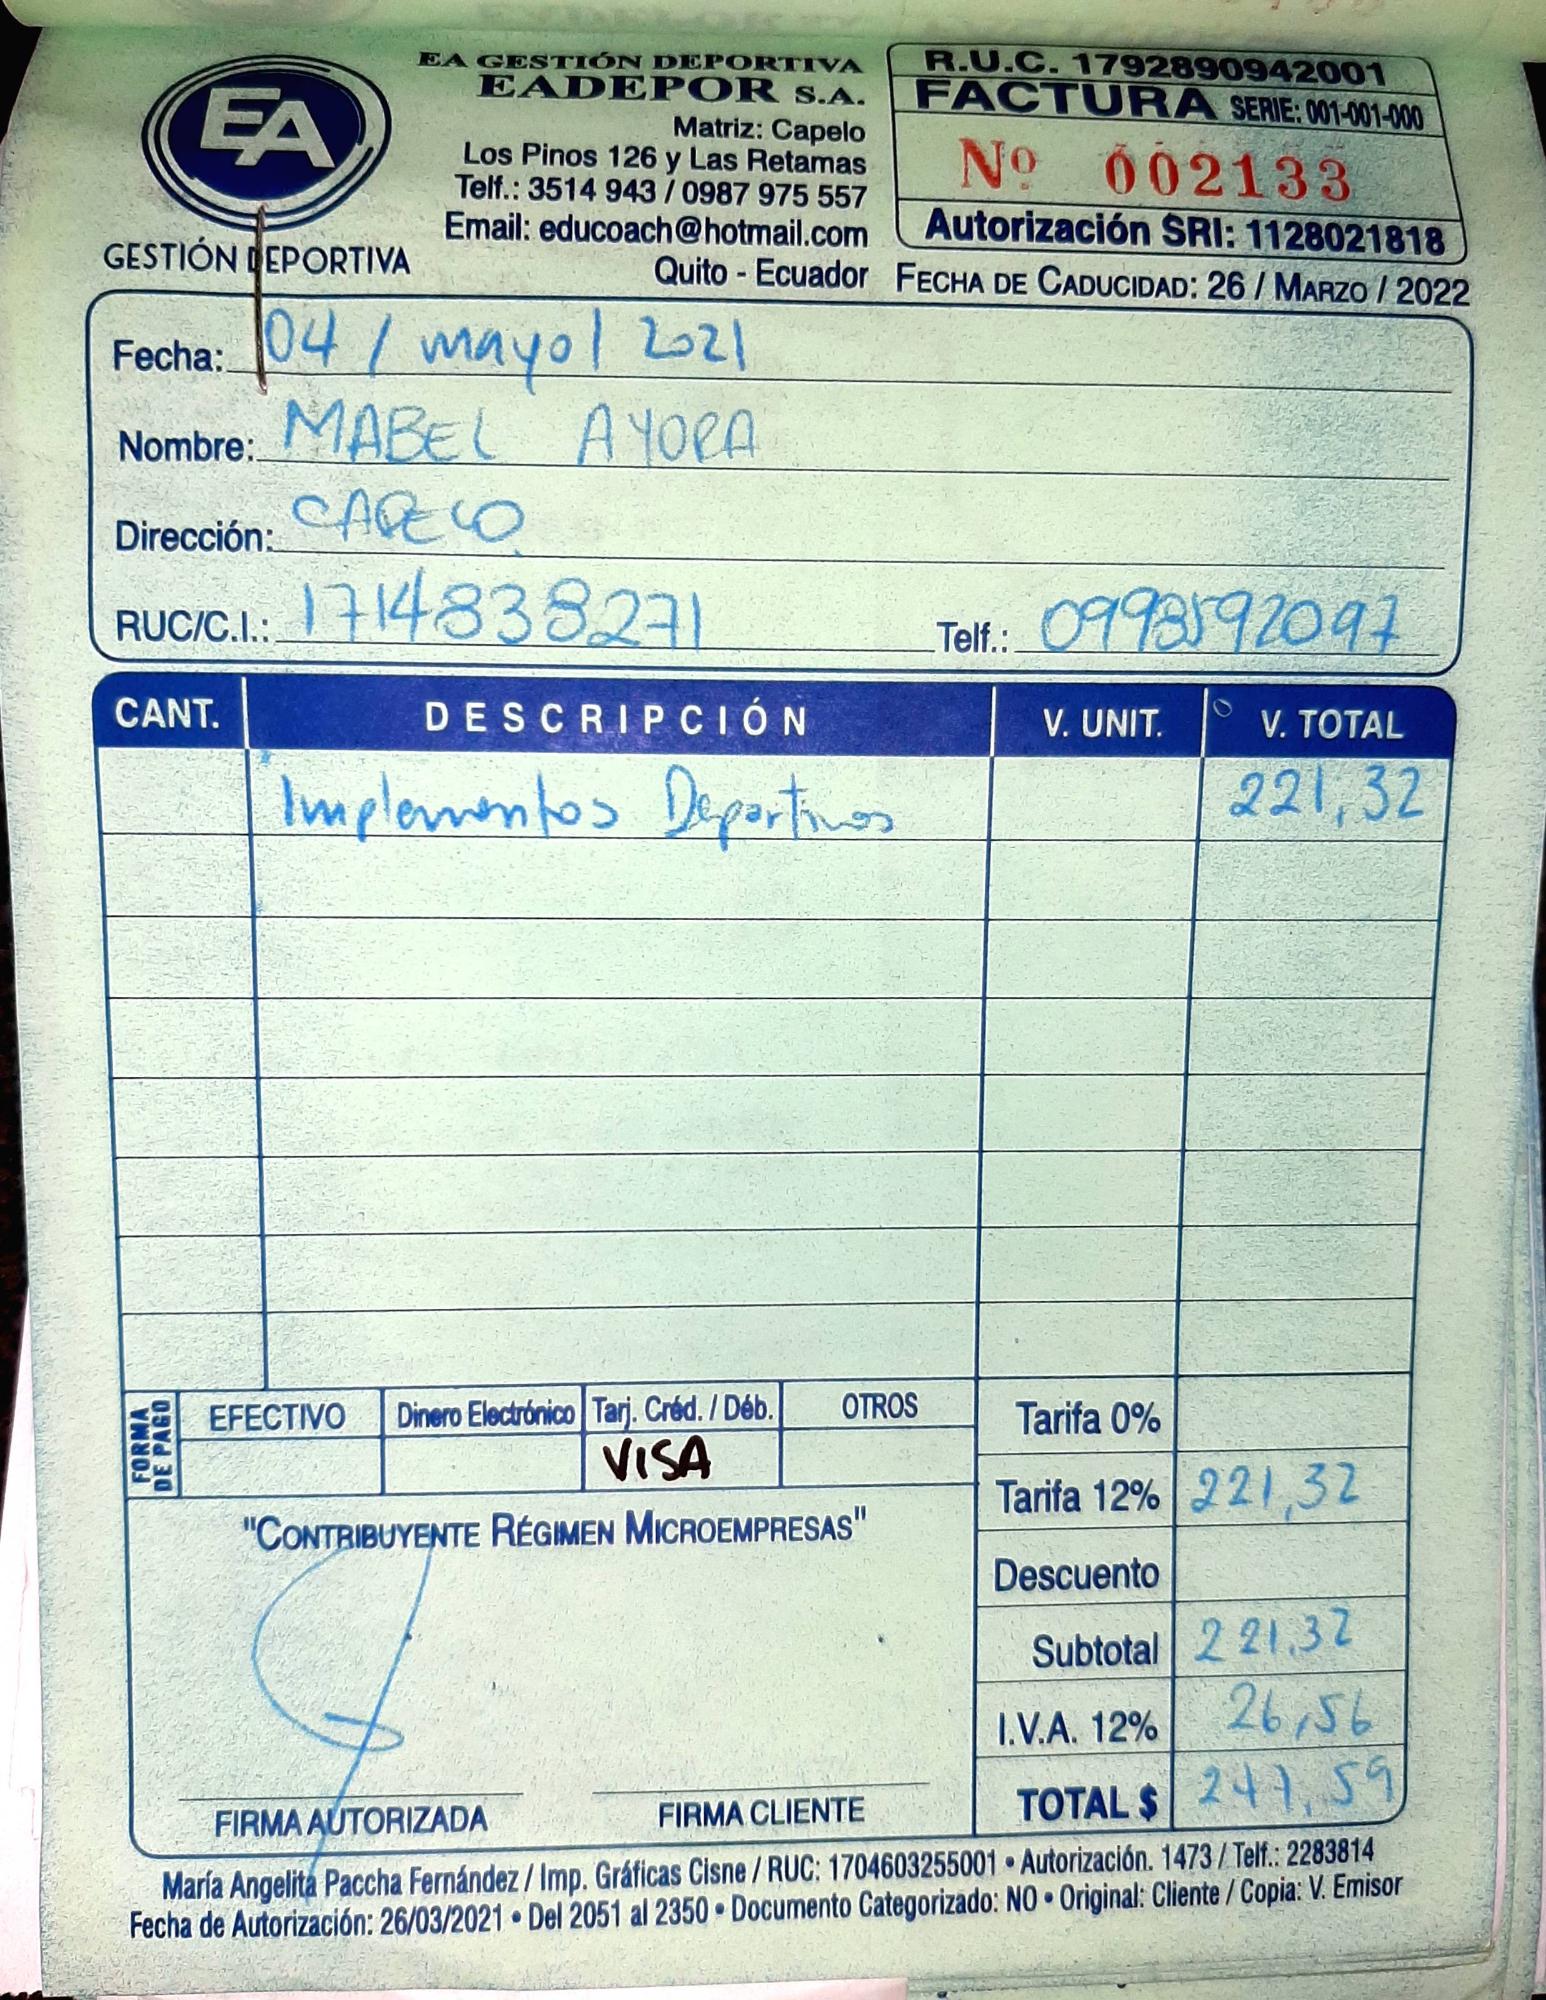 EA
GESTIÓN DEPORTIVA
EA GESTIÓN DEPORTIVA
EADEPOR S.A.
Matriz: Capelo
Los Pinos 126 y Las Retamas
Telf.: 3514 943 / 0987 975 557
Email: educoach@hotmail.com
Quito - Ecuador
R.U.C. 1792890942001
FACTURA SERIE: 001-001-000
Nº 002133
Autorización SRI: 1128021818
FECHA DE CADUCIDAD: 26 / MARZO / 2022
Fecha: 04 / mayo / 2021
Nombre: MABEL AYORA
Dirección: CAPELO
RUC/C.I.: 1714838271 Telf.: 0998592097
CANT. DESCRIPCIÓN V. UNIT. V. TOTAL
Implementos Deportivos 221,32
FORMA DE PAGO
EFECTIVO Dinero Electrónico Tarj. Créd. / Déb. OTROS
VISA
Tarifa 0%
Tarifa 12% 221,32
Descuento
Subtotal 221.32
I.V.A. 12% 26,56
TOTAL $ 247,59
"CONTRIBUYENTE RÉGIMEN MICROEMPRESAS"
FIRMA AUTORIZADA FIRMA CLIENTE
María Angelita Paccha Fernández / Imp. Gráficas Cisne / RUC: 1704603255001 • Autorización. 1473 / Telf.: 2283814
Fecha de Autorización: 26/03/2021 • Del 2051 al 2350 • Documento Categorizado: NO • Original: Cliente / Copia: V. Emisor